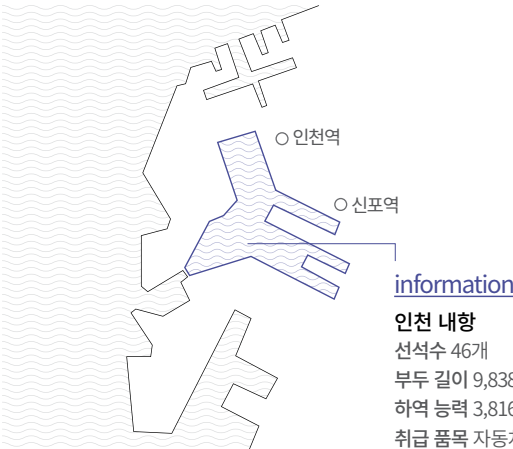 인천역
신포역
information
인천 내항
선석수 46개
부두 길이 9,838
하역 능력 3,816
취급 품목 자동차